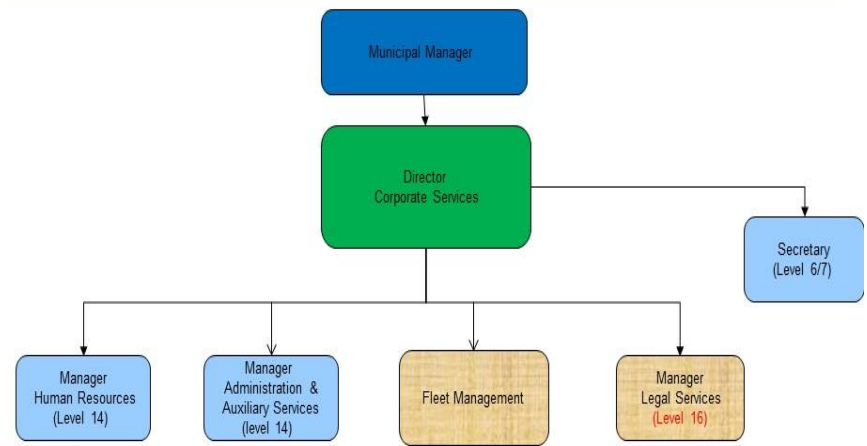 Municipal Manager
Director
Corporate Services
Secretary
(Level 6/7)
Manager
Human Resources
(Level 14)
Manager
Administration &
Auxiliary Services
(level 14)
Fleet Management
Manager
Legal Services
(Level 16)